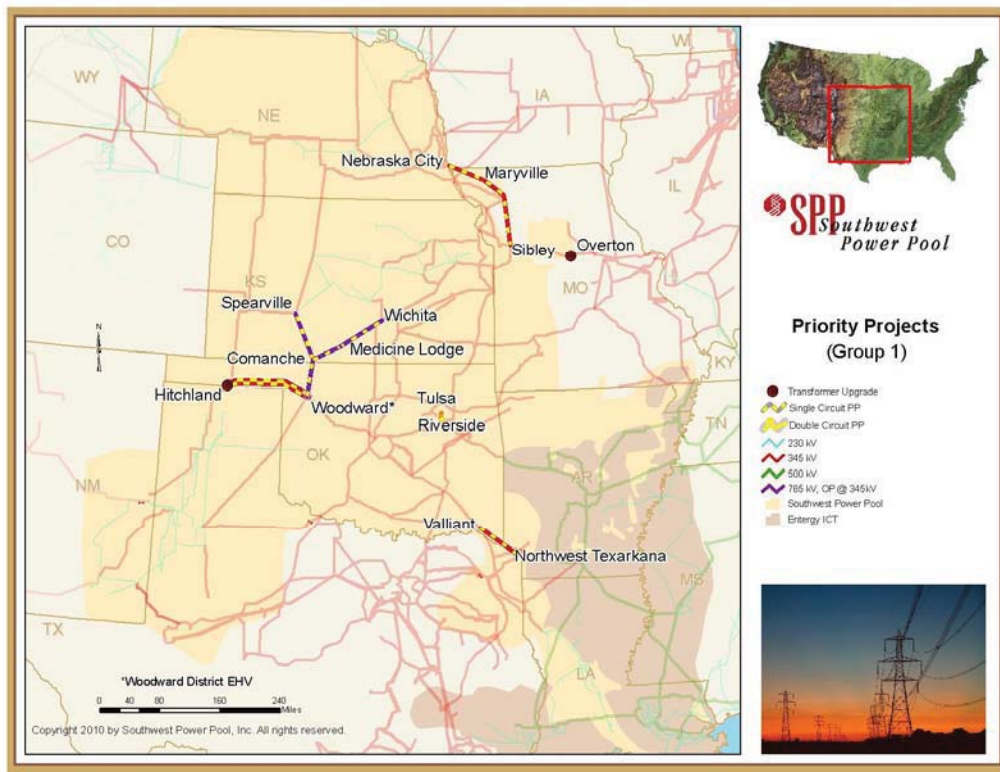 SD
WY
WI
IA
NE
Nebraska City
Maryville
IL
CO
Sibley
Overton
MO
KS
Spearville
Wichita
N
Comanche
Medicine Lodge
KY
Hitchland
Woodward*
Tulsa
Riverside
TN
OK
AR
NM
Valliant
Northwest Texarkana
MS
TX
LA
*Woodward District EHV
0 40 80 160 240
Miles
Copyright 2010 by Southwest Power Pool, Inc. All rights reserved.
SPP
Southwest
Power Pool
Priority Projects
(Group 1)
Transformer Upgrade
Single Circuit PP
Double Circuit PP
230 kV
345 kV
500 kV
765 kV, OP @ 345kV
Southwest Power Pool
Entergy ICT